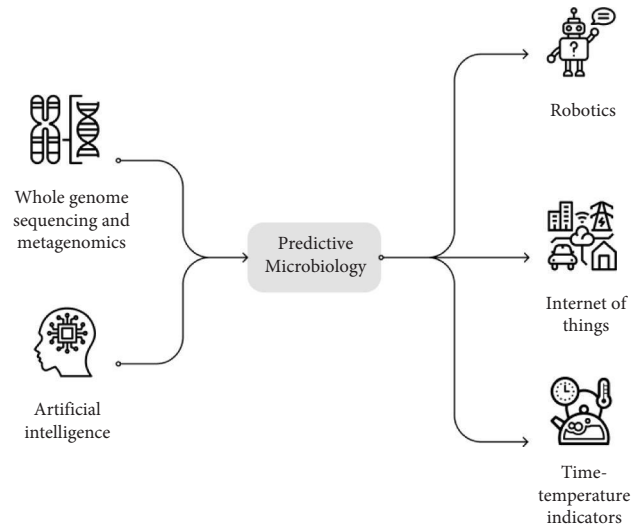 Whole genome
sequencing and
metagenomics
Artificial
intelligence
Predictive
Microbiology
?
Robotics
Internet of
things
Time-
temperature
indicators